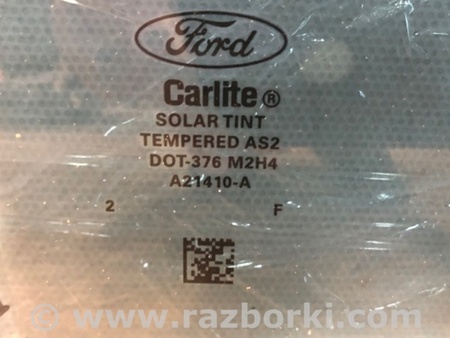 Ford
Carlite®
SOLAR TINT
TEMPERED AS2
DOT-376 M2H4
A21410-A
2 F
© www.razborki.com